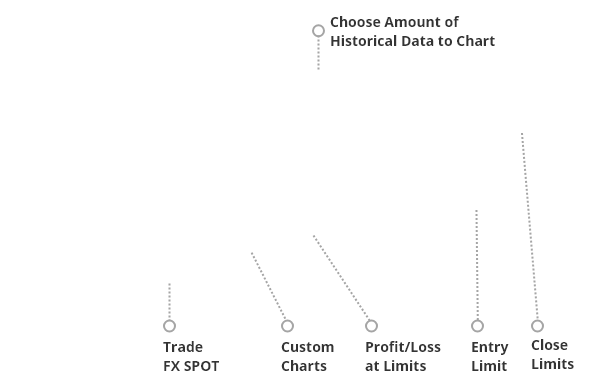 Choose Amount of
Historical Data to Chart
Trade
FX SPOT
Custom
Charts
Profit/Loss
at Limits
Entry
Limit
Close
Limits